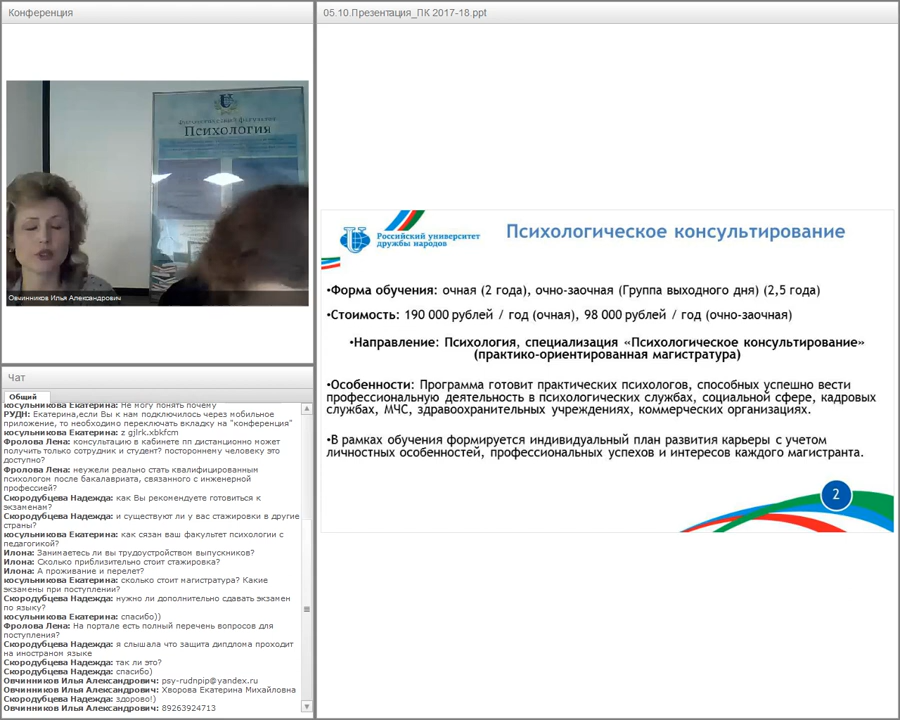 Конференция
Психология
Овчинников Илья Александрович
Чат
Общий
косульникова Екатерина: Не могу понять почему
РУДН: Екатерина,если Вы к нам подключилось через мобильное
приложение, то необходимо переключать вкладку на "конференция"
косульникова Екатерина: z gjlrk.xbkfcm
Фролова Лена: консультацию в кабинете пп дистанционно может
получить только сотрудник и студент? постороннему человеку это
доступно?
Фролова Лена: неужели реально стать квалифицированным
психологом после бакалавриата, связанного с инженерной
профессией?
Скородубцева Надежда: как Вы рекомендуете готовиться к
экзаменам?
Скородубцева Надежда: и существуют ли у вас стажировки в другие
страны?
косульникова Екатерина: как сязан ваш факультет психологии с
педагогикой?
Илона: Занимаетесь ли вы трудоустройством выпускников?
Илона: Сколько приблизительно стоит стажировка?
Илона: А проживание и перелет?
косульникова Екатерина: сколько стоит магистратура? Какие
экзамены при поступлении?
Скородубцева Надежда: нужно ли дополнительно сдавать экзамен
по языку?
косульникова Екатерина: спасибо))
Фролова Лена: На портале есть полный перечень вопросов для
поступления?
Скородубцева Надежда: я слышала что защита диплома проходит
на иностраном языке
Скородубцева Надежда: так ли это?
Скородубцева Надежда: спасибо)
Овчинников Илья Александрович: psy-rudnpip@yandex.ru
Овчинников Илья Александрович: Хворова Екатерина Михайловна
Скородубцева Надежда: здорово!)
Овчинников Илья Александрович: 89263924713
05.10.Презентация_ПК 2017-18.ppt
Российский университет
дружбы народов
Психологическое консультирование
•Форма обучения: очная (2 года), очно-заочная (Группа выходного дня) (2,5 года)
•Стоимость: 190 000 рублей / год (очная), 98 000 рублей / год (очно-заочная)
•Направление: Психология, специализация «Психологическое консультирование»
(практико-ориентированная магистратура)
•Особенности: Программа готовит практических психологов, способных успешно вести
профессиональную деятельность в психологических службах, социальной сфере, кадровых
службах, МЧС, здравоохранительных учреждениях, коммерческих организациях.
•В рамках обучения формируется индивидуальный план развития карьеры с учетом
личностных особенностей, профессиональных успехов и интересов каждого магистранта.
2